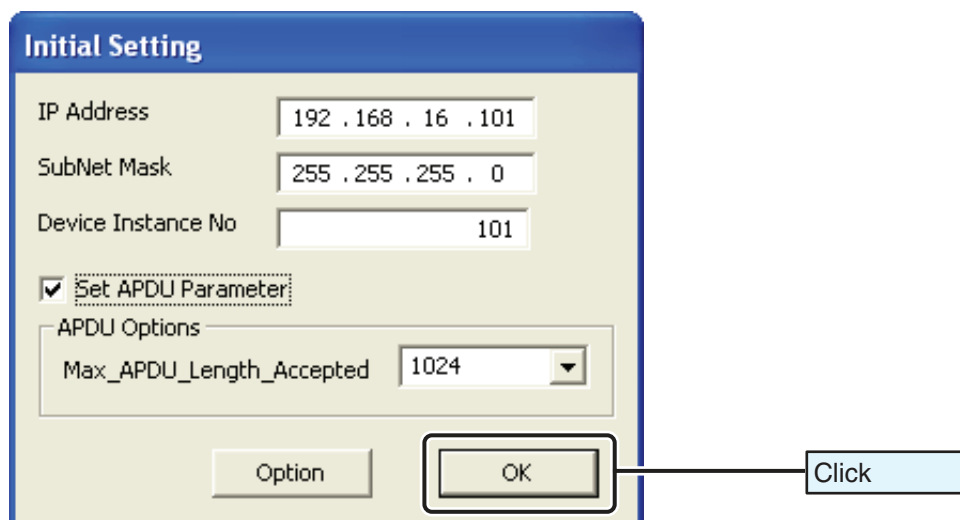 Initial Setting
IP Address 192 . 168 . 16 . 101
SubNet Mask 255 . 255 . 255 . 0
Device Instance No 101
Set APDU Parameter
APDU Options
Max_APDU_Length_Accepted 1024
Option OK Click